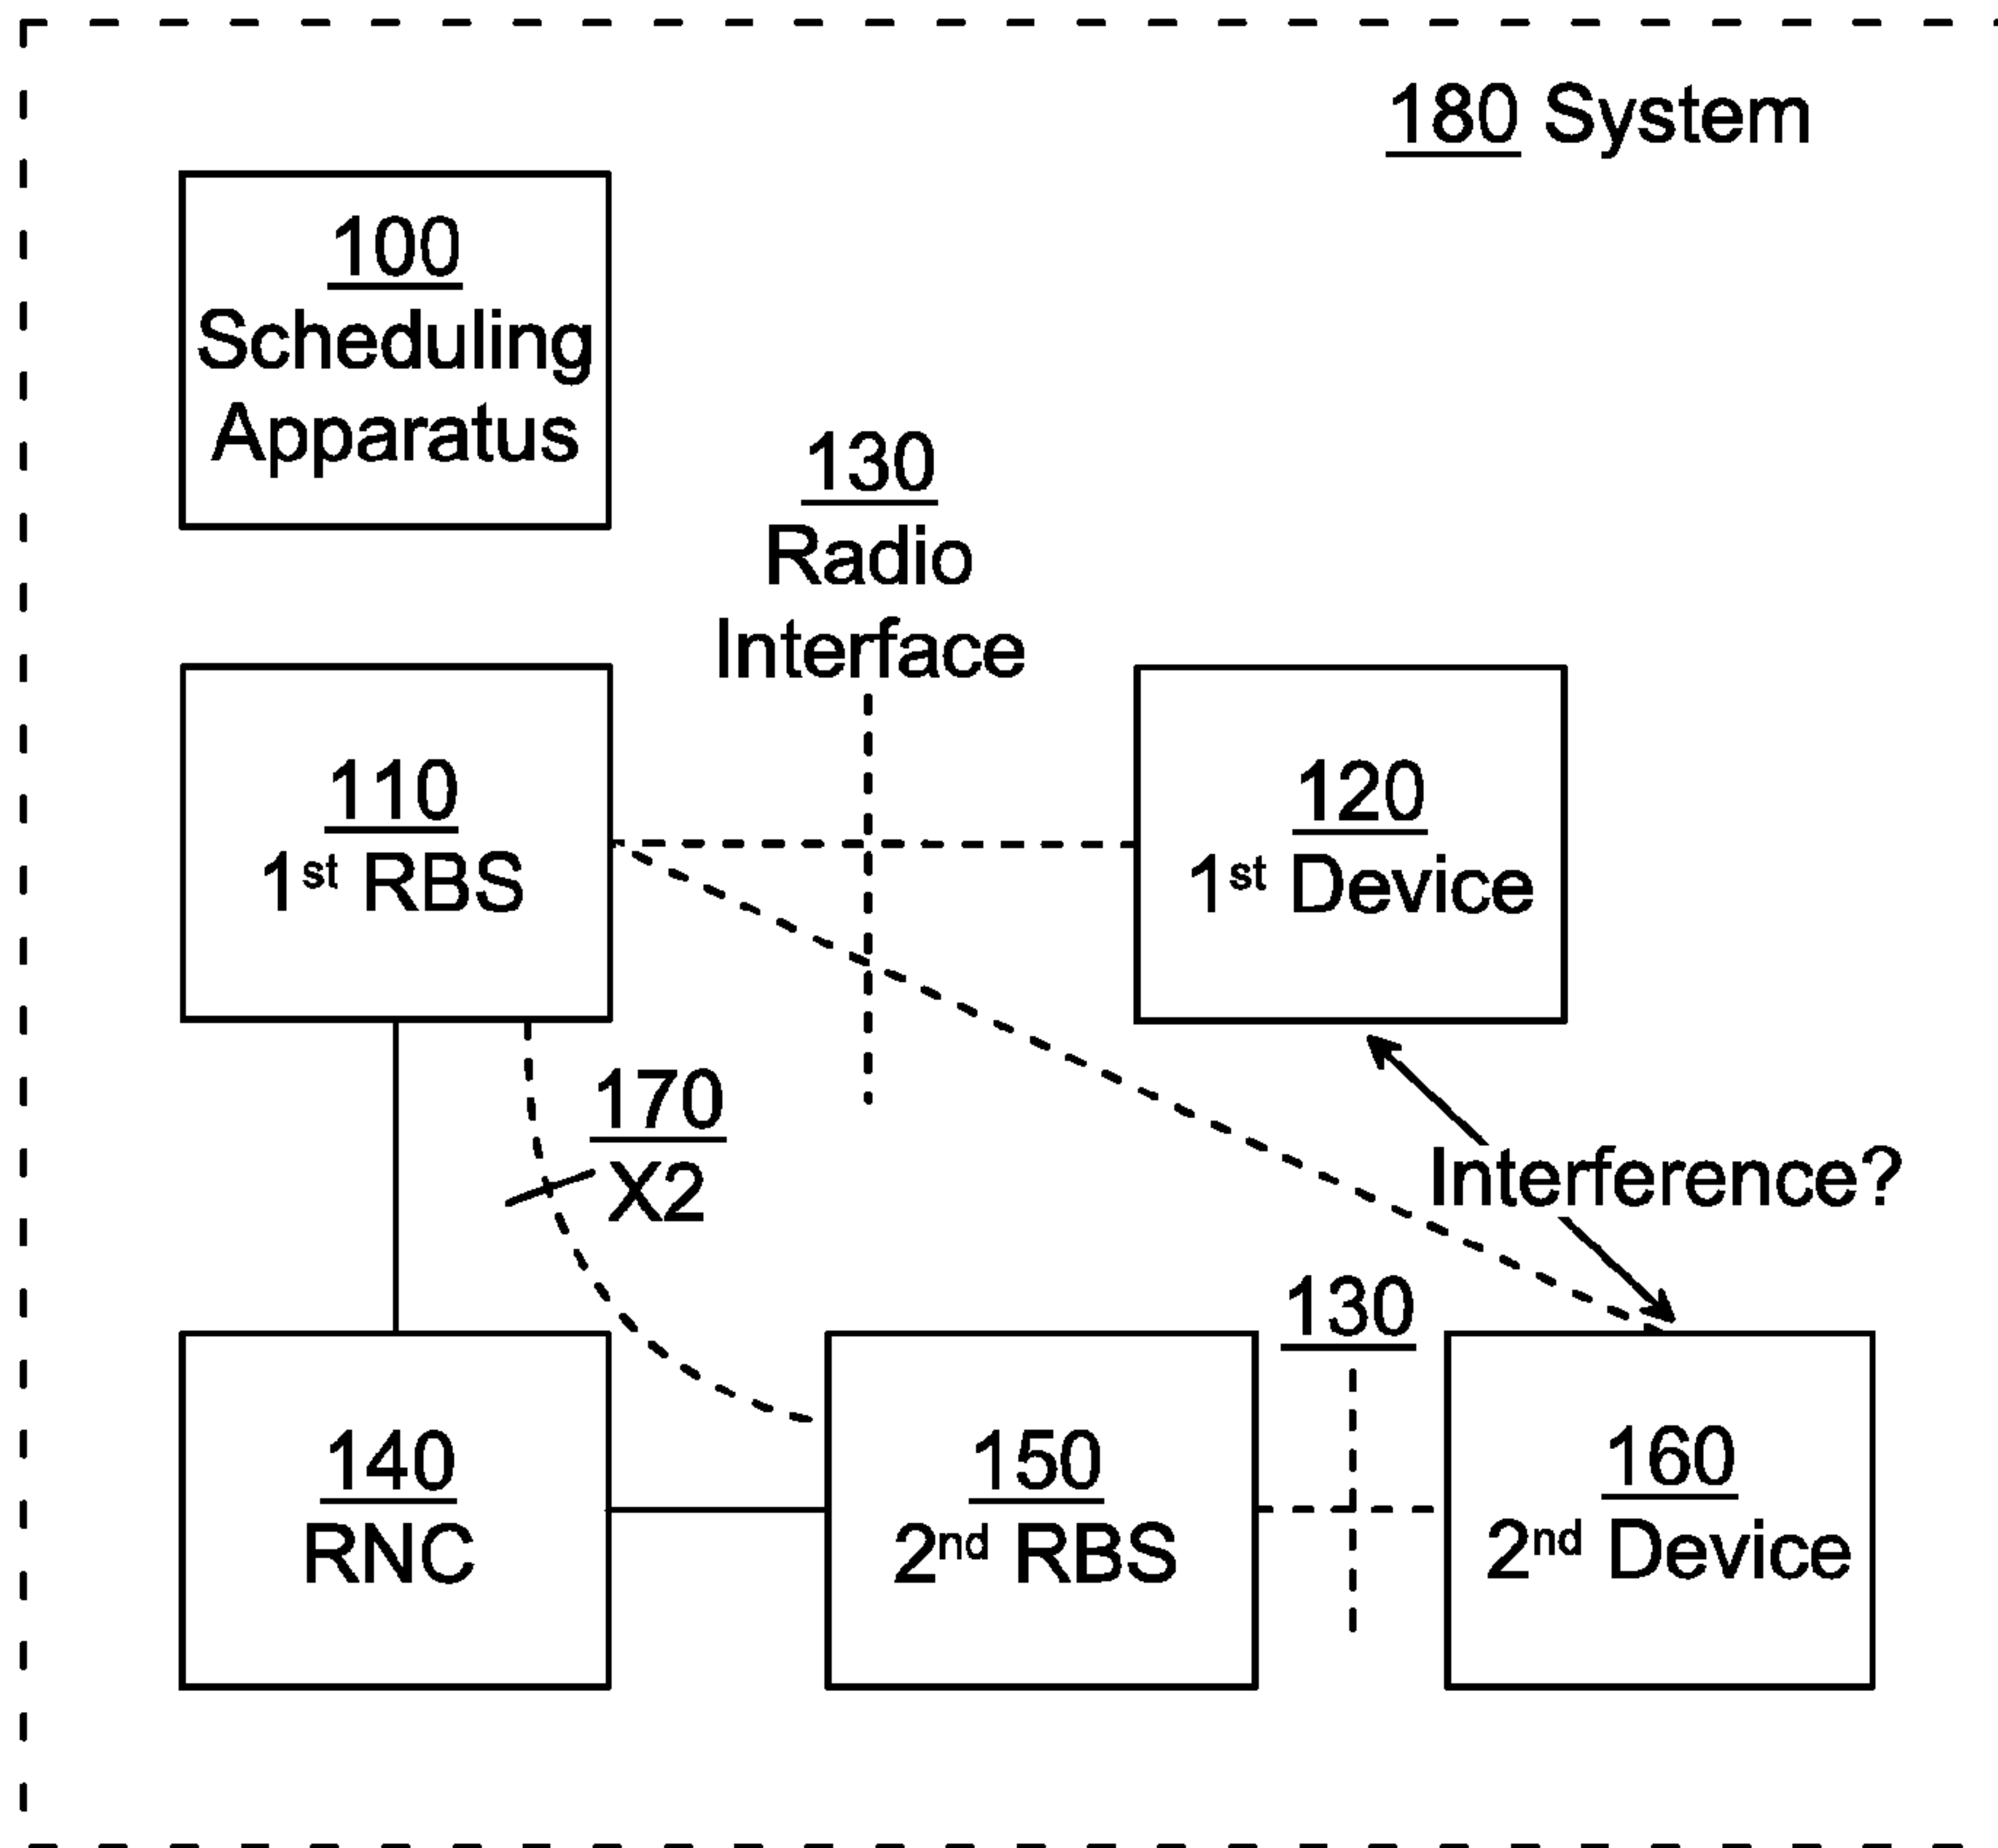 180 System
100
Scheduling
Apparatus
130
Radio
Interface
110
1st RBS
120
1st Device
170
X2
Interference?
130
140
RNC
150
2nd RBS
160
2nd Device